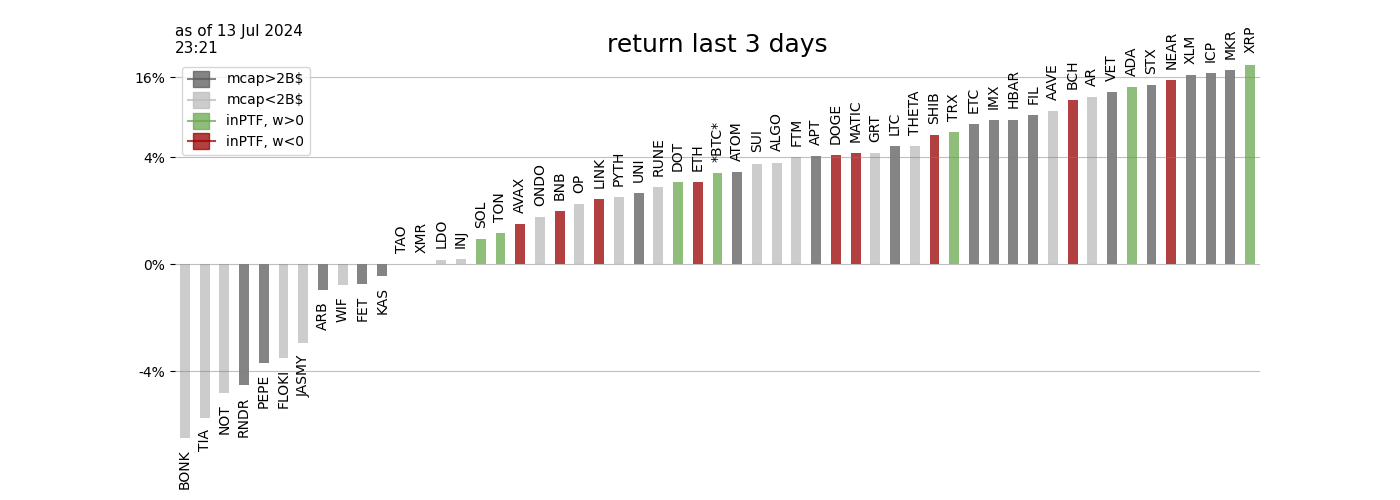 as of 13 Jul 2024
23:21
return last 3 days
mcap>2B$
mcap<2B$
inPTF, w>0
inPTF, w<0
16%
4%
0%
-4%
BONK
TIA
NOT
RNDR
PEPE
FLOKI
JASMY
ARB
WIF
FET
KAS
TAO
XMR
LDO
INJ
SOL
TON
AVAX
ONDO
BNB
OP
LINK
PYTH
UNI
RUNE
DOT
ETH
*BTC*
ATOM
SUI
ALGO
FTM
APT
DOGE
MATIC
GRT
LTC
THETA
SHIB
TRX
ETC
IMX
HBAR
FIL
AAVE
BCH
AR
VET
ADA
STX
NEAR
XLM
ICP
MKR
XRP